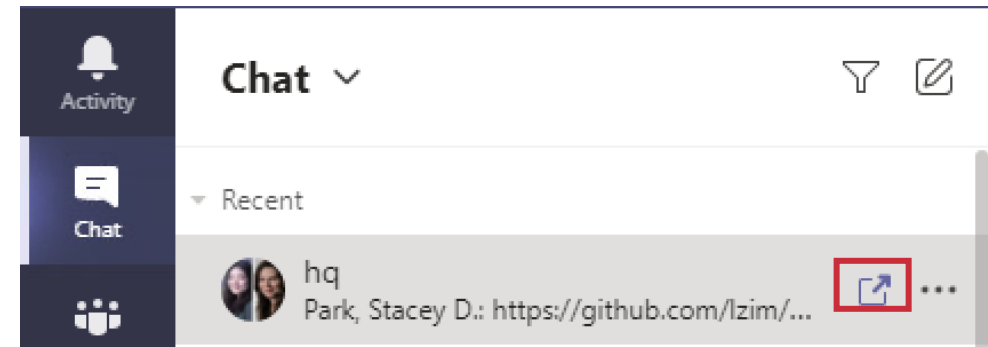 Activity
Chat
Chat
Recent
hq
Park, Stacey D.: https://github.com/lzim/...